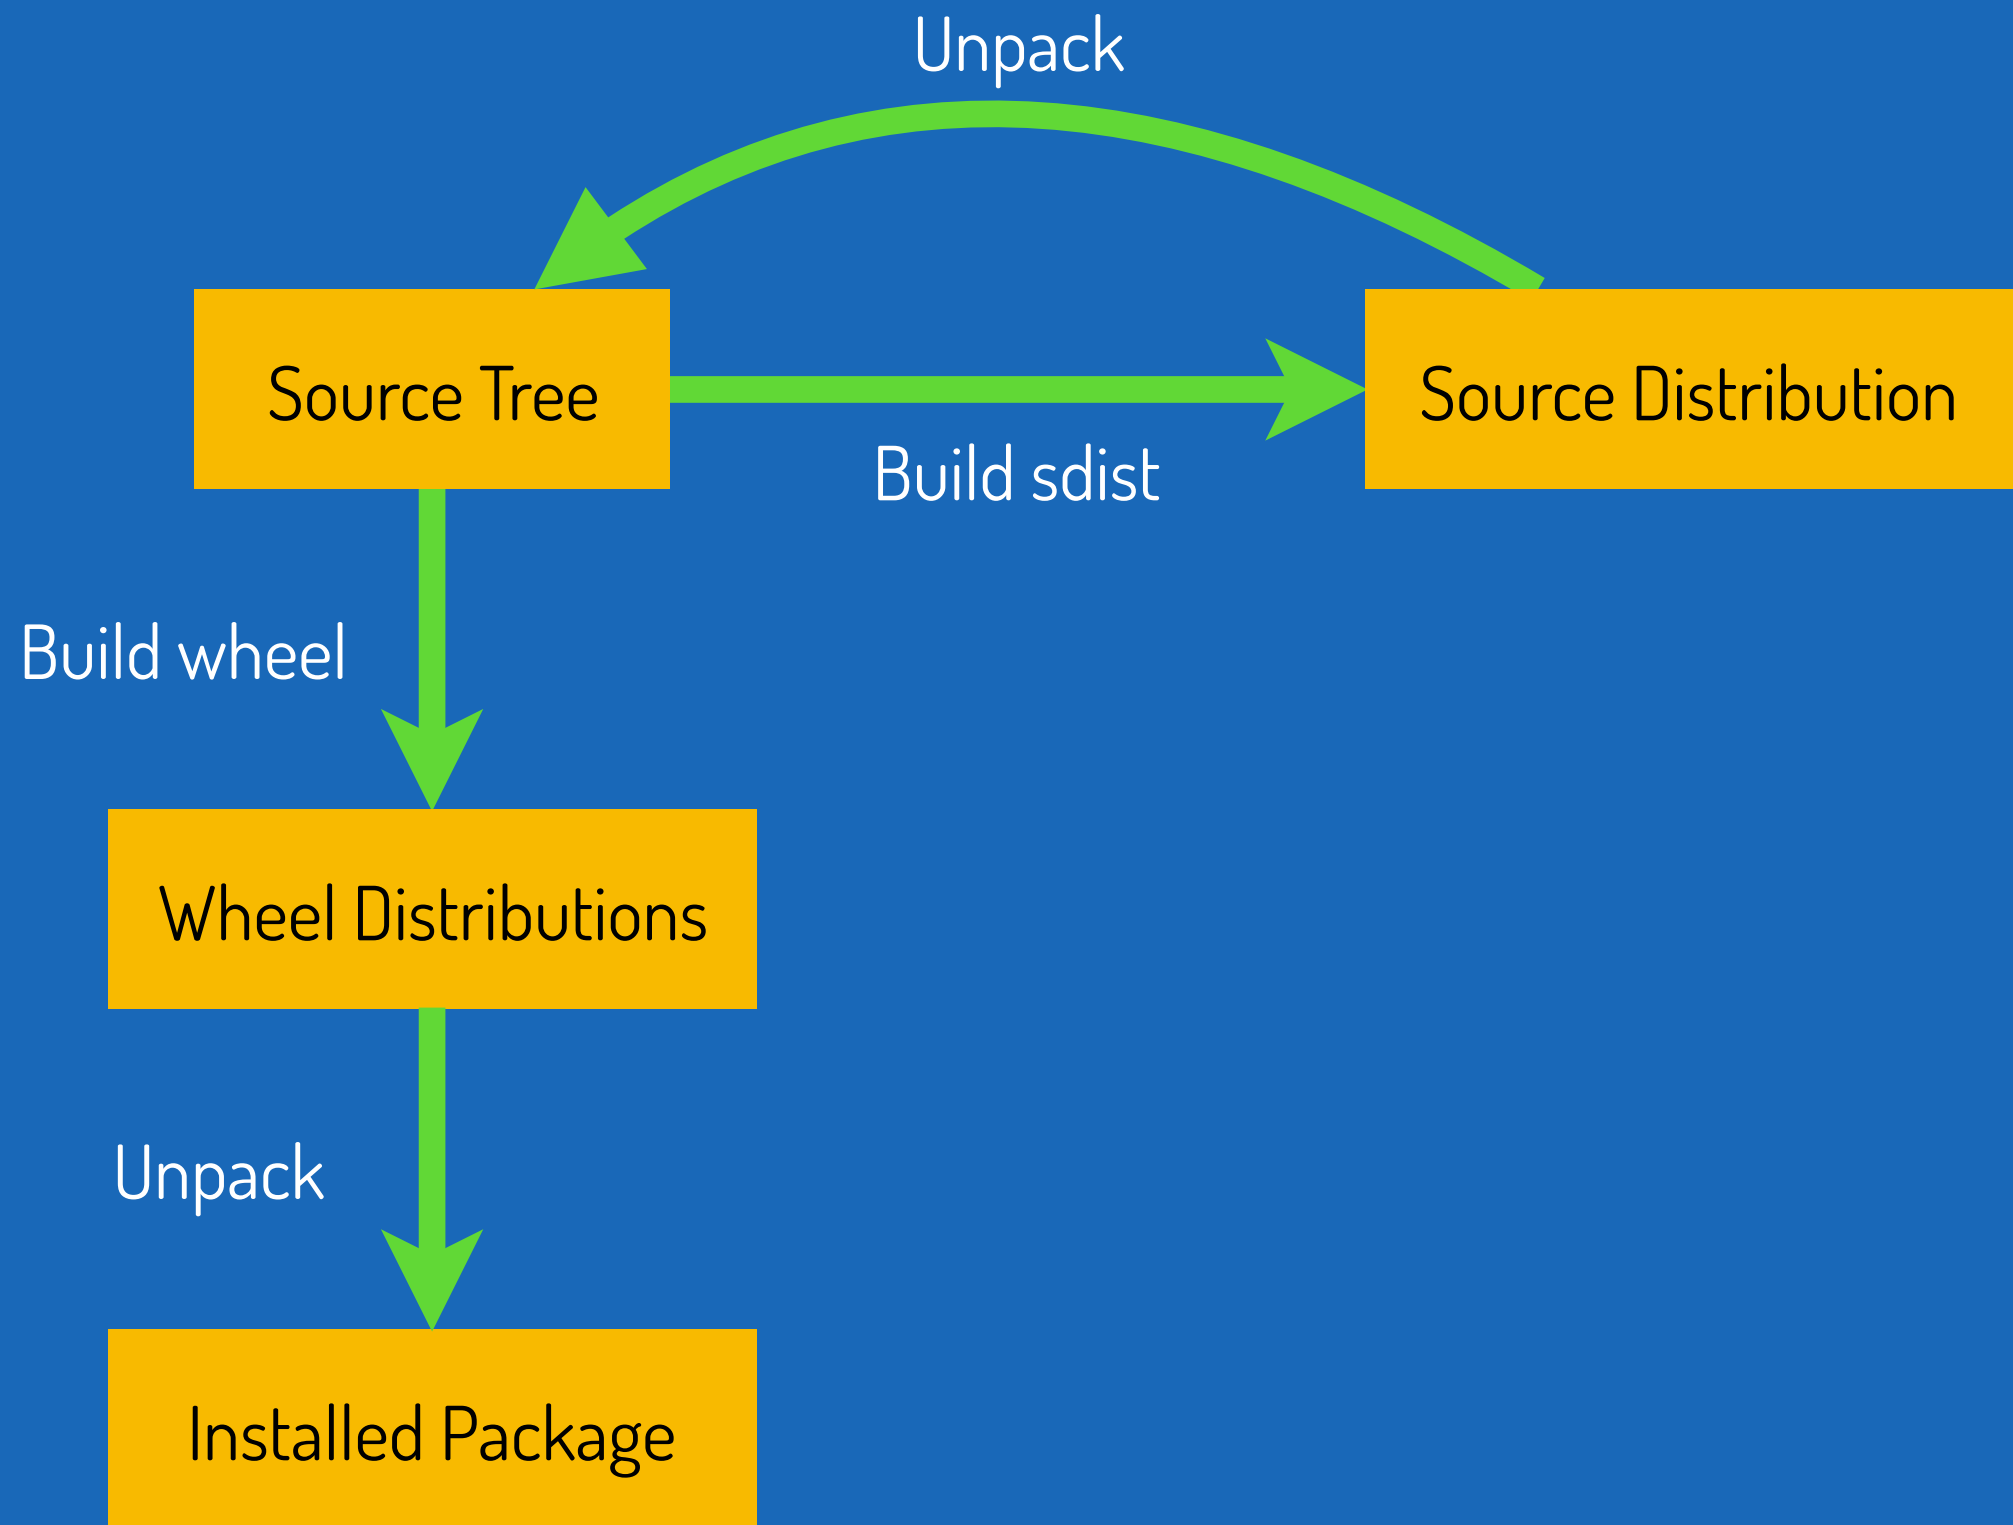 Unpack
Source Tree
Source Distribution
Build sdist
Build wheel
Wheel Distributions
Unpack
Installed Package